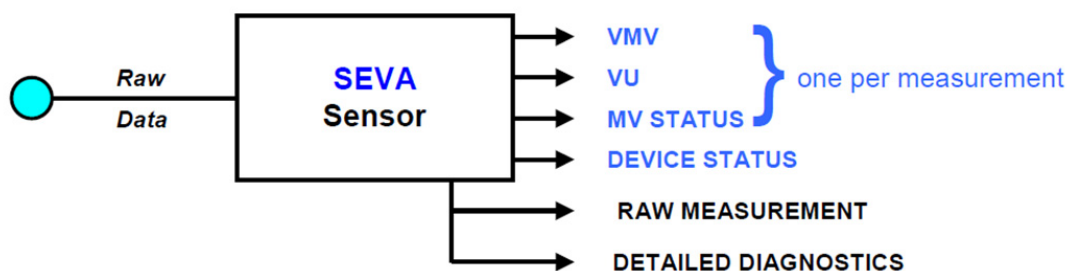 Raw
Data
SEVA
Sensor
VMV
VU
MV STATUS
one per measurement
DEVICE STATUS
RAW MEASUREMENT
DETAILED DIAGNOSTICS